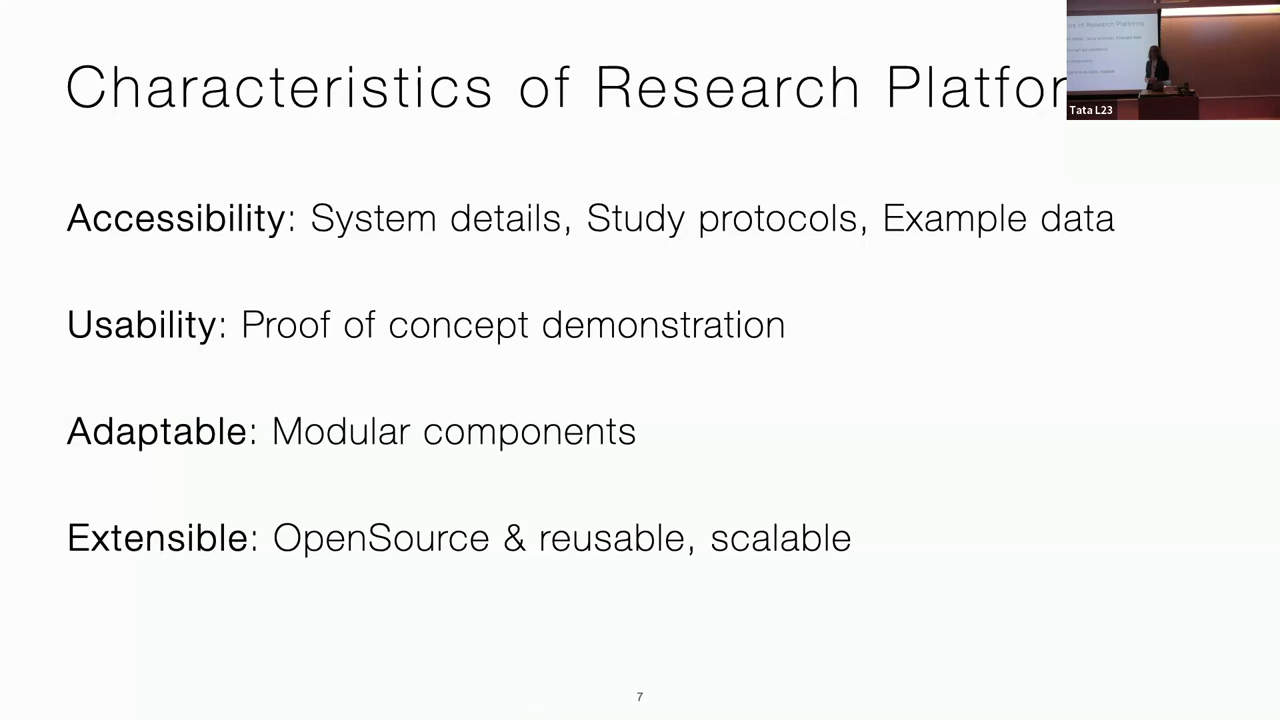 Characteristics of Research Platfor
Tata L23
Accessibility: System details, Study protocols, Example data
Usability: Proof of concept demonstration
Adaptable: Modular components
Extensible: OpenSource & reusable, scalable
7